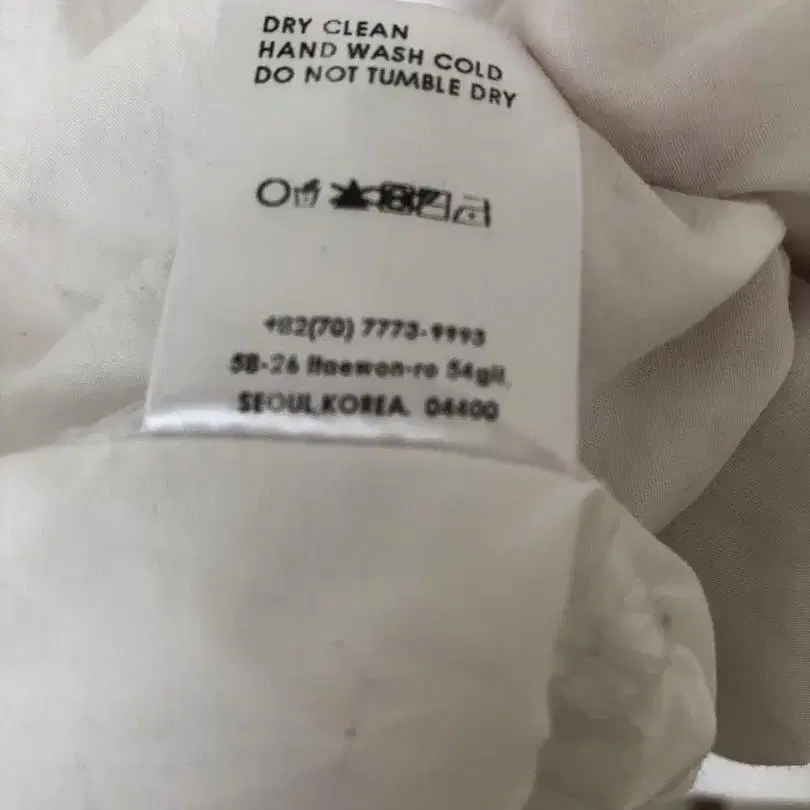 DRY CLEAN
HAND WASH COLD
DO NOT TUMBLE DRY
+82(70) 7773-9993
5B-26 Itaewon-ro 54gil,
SEOUL,KOREA. 04400